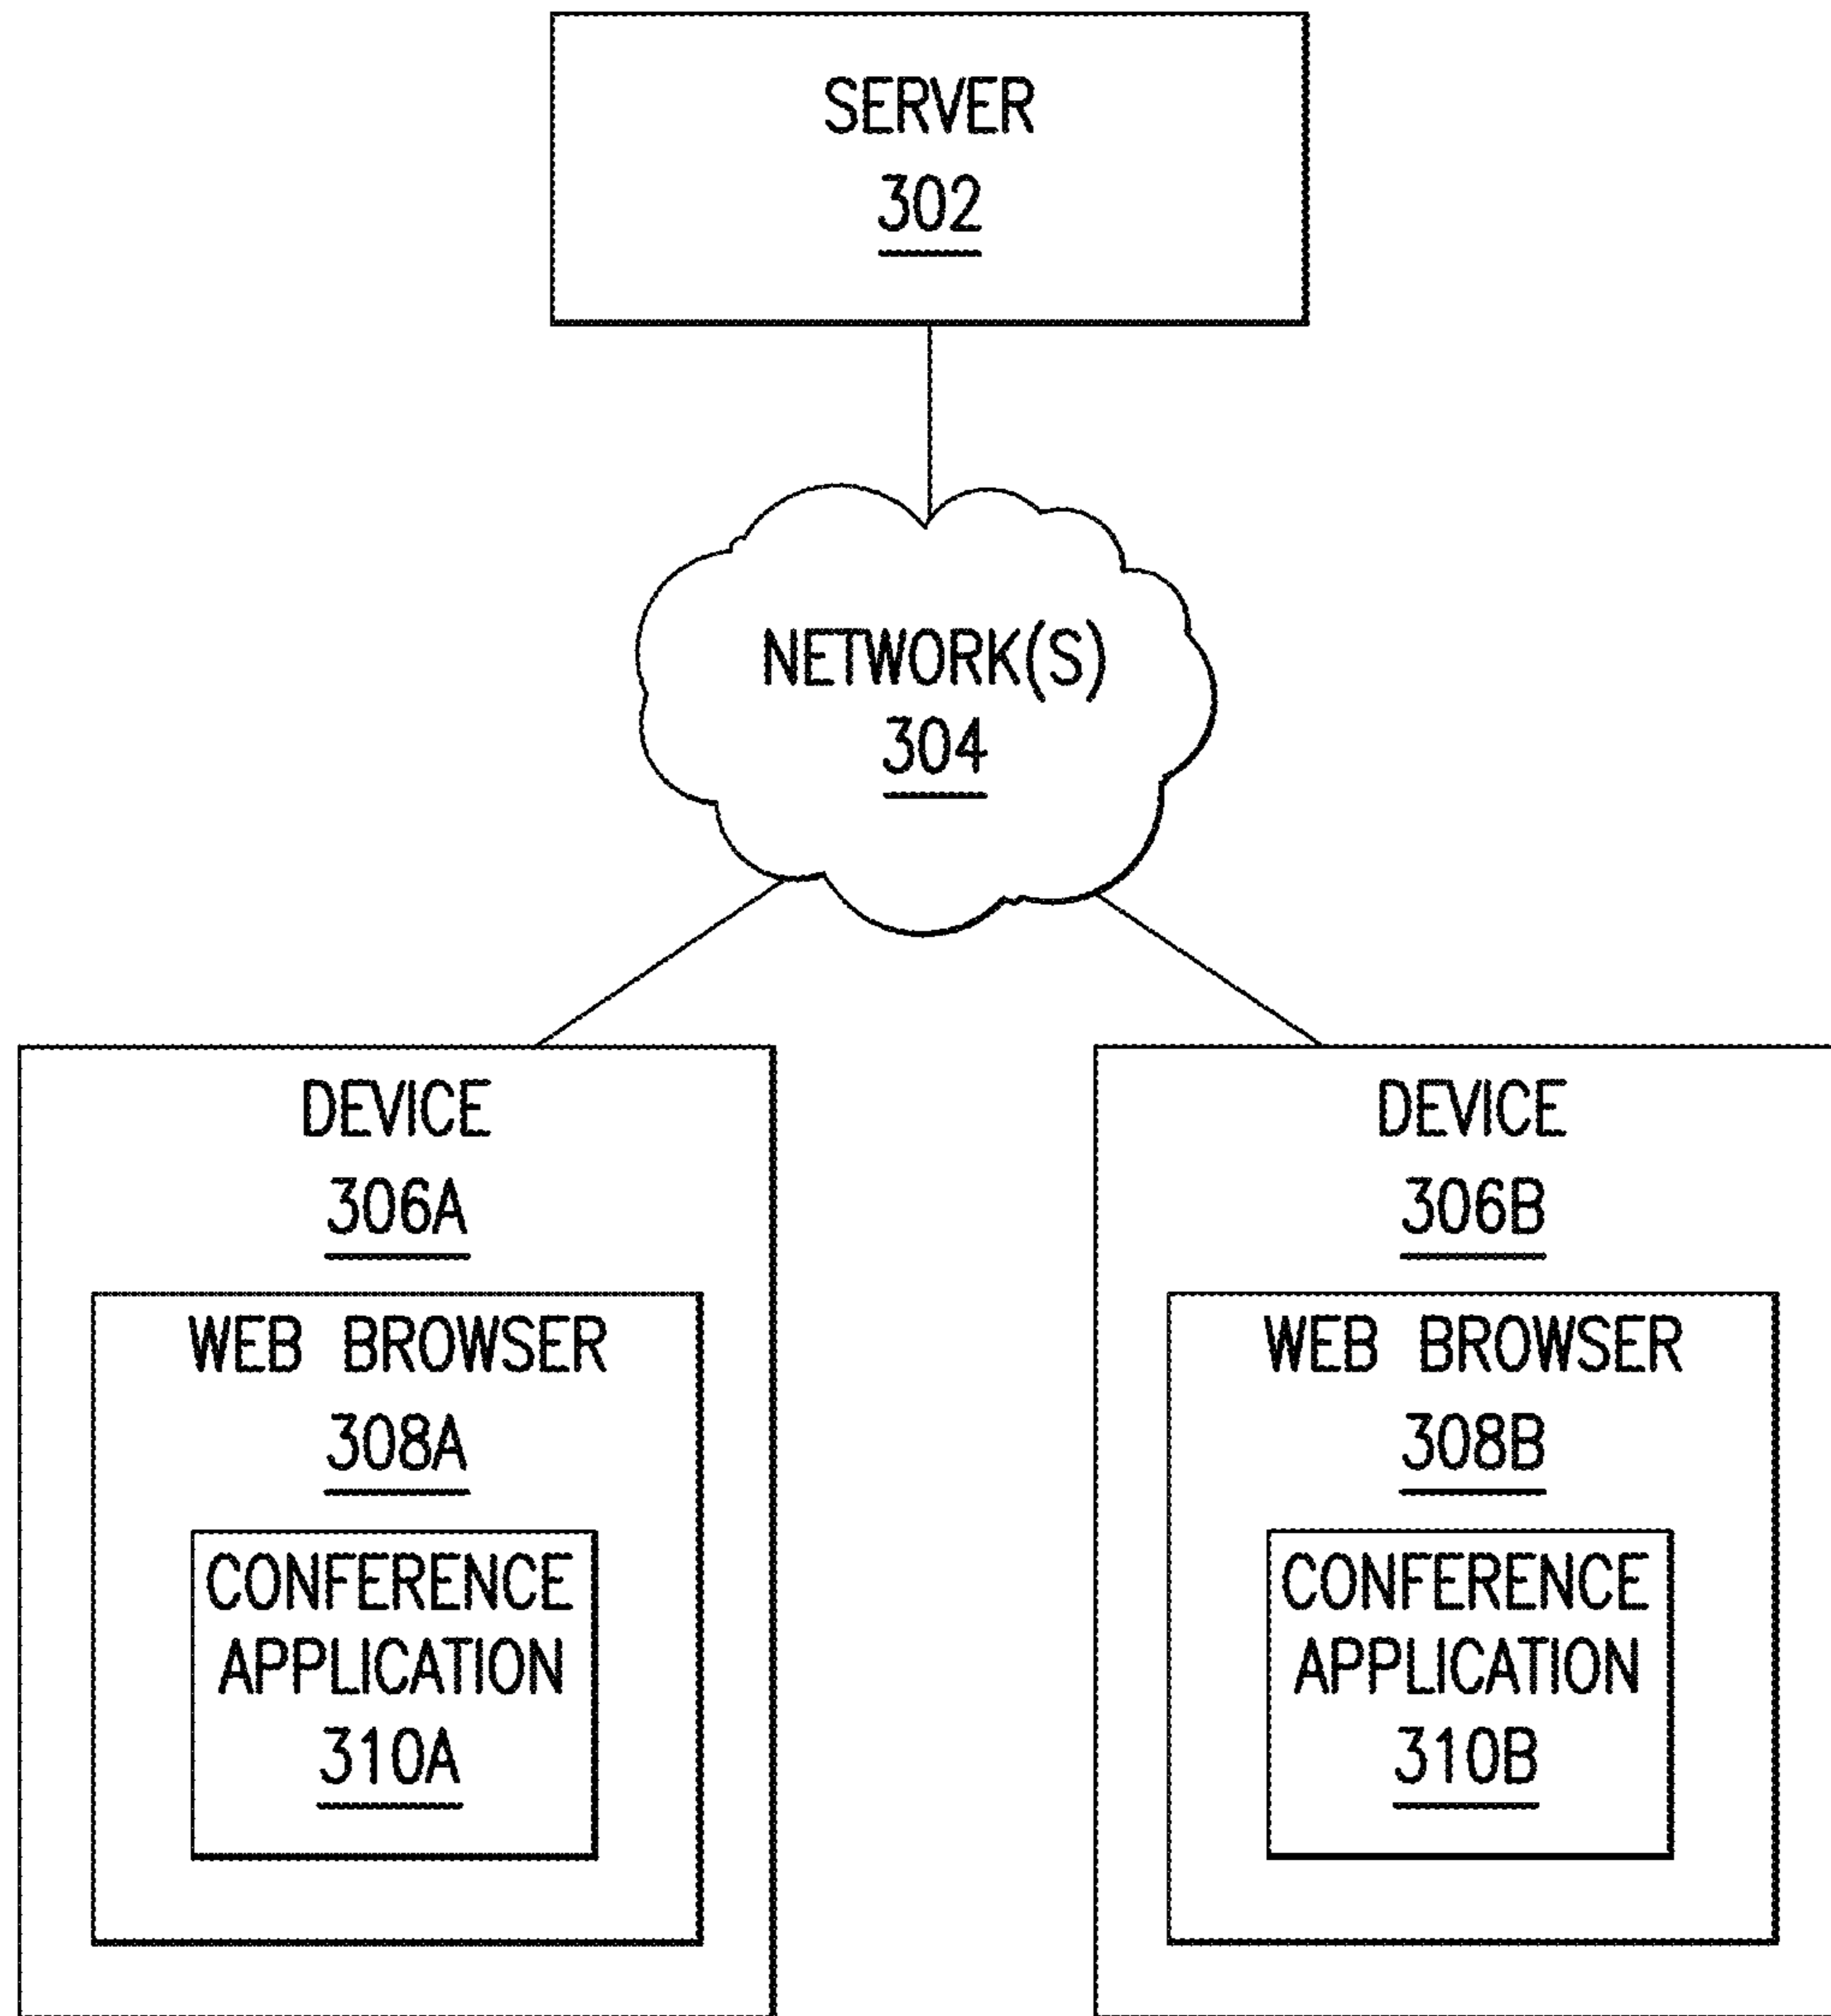 SERVER
302
NETWORK(S)
304
DEVICE
306A
WEB BROWSER
308A
CONFERENCE
APPLICATION
310A
DEVICE
306B
WEB BROWSER
308B
CONFERENCE
APPLICATION
310B